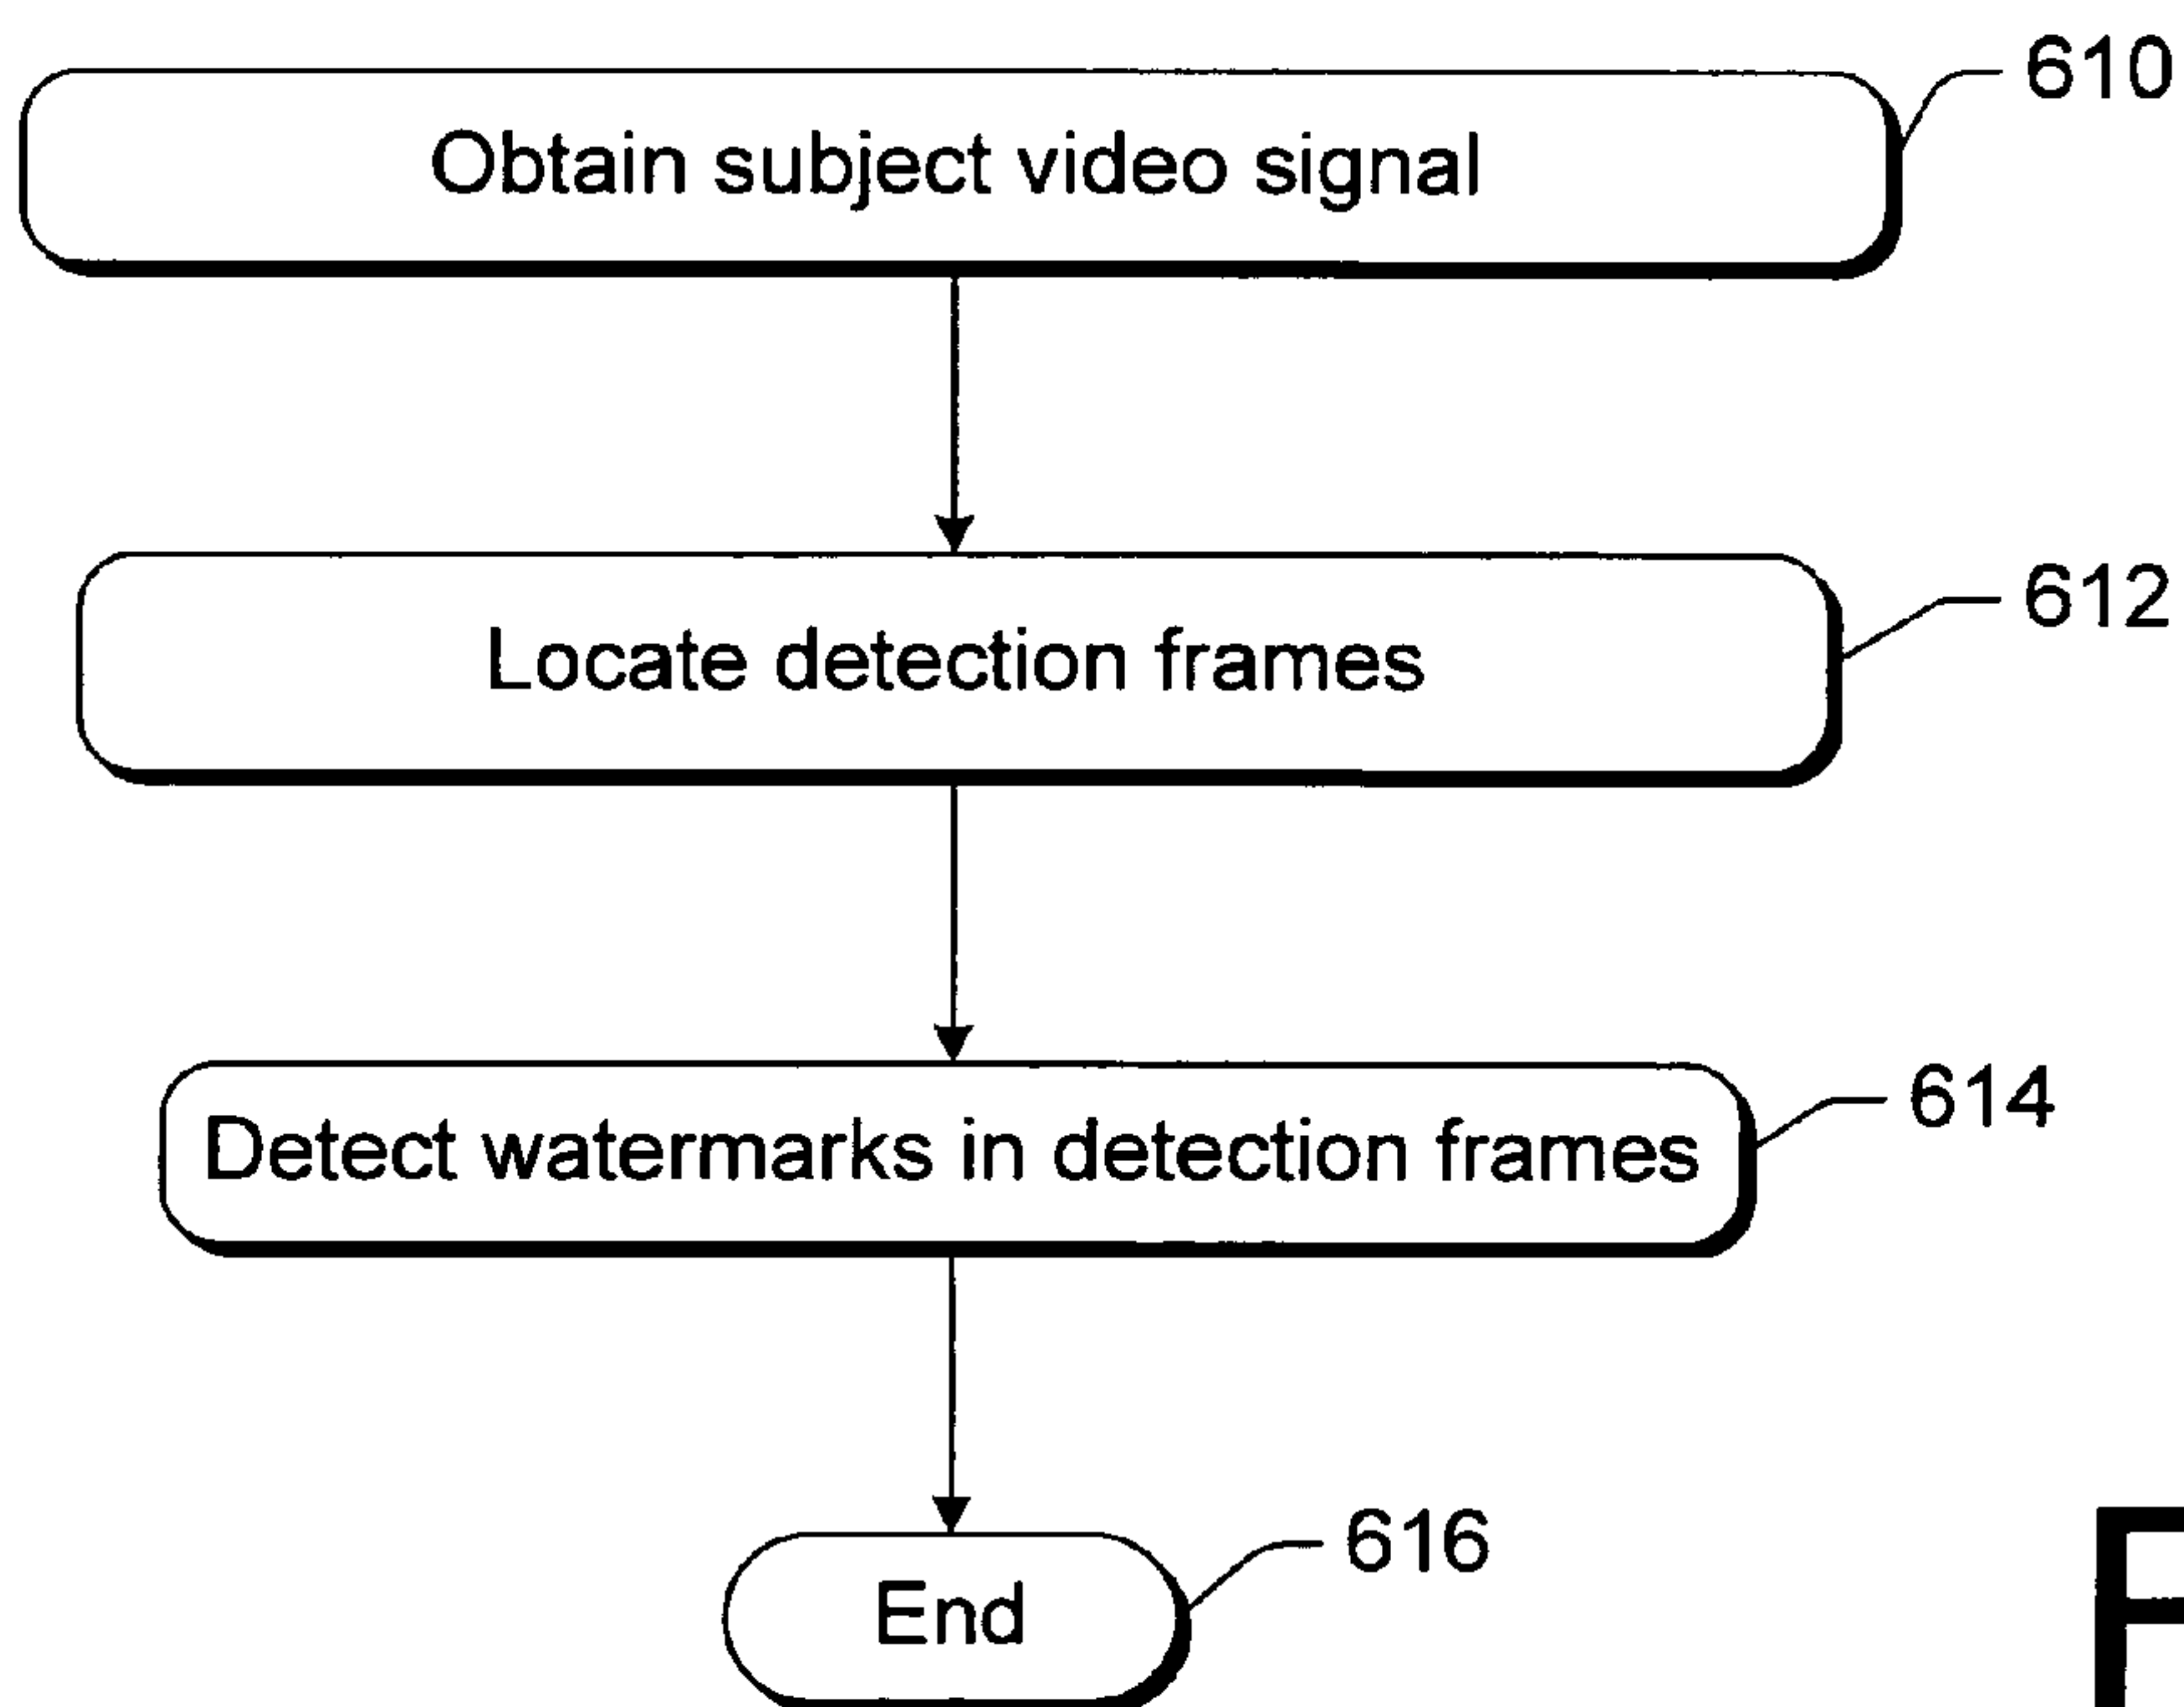 610
Obtain subject video signal
612
Locate detection frames
614
Detect watermarks in detection frames
616
End
F